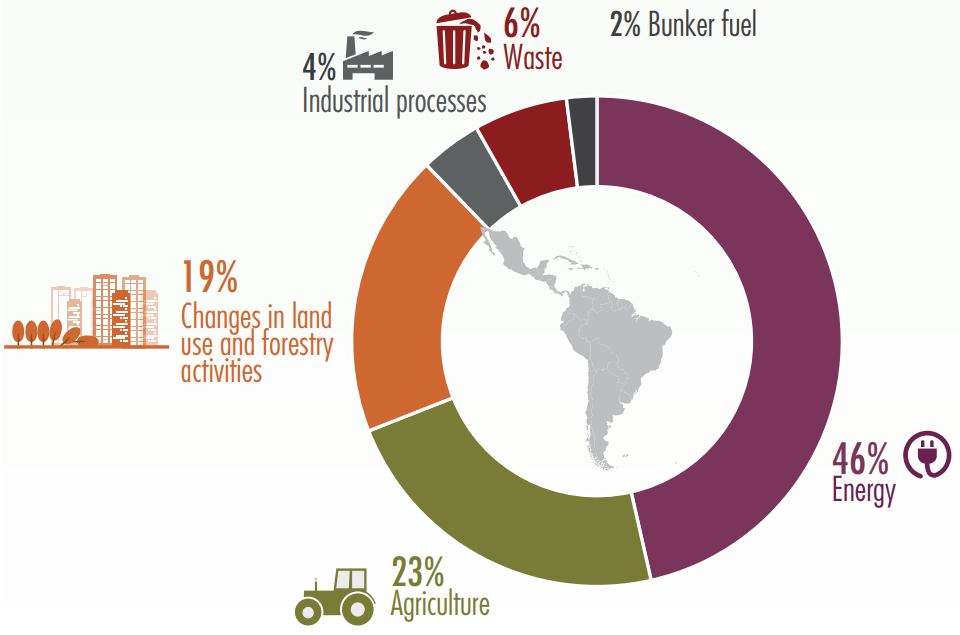 6%
Waste
2% Bunker fuel
4%
Industrial processes
19%
Changes in land
use and forestry
activities
46%
Energy
23%
Agriculture